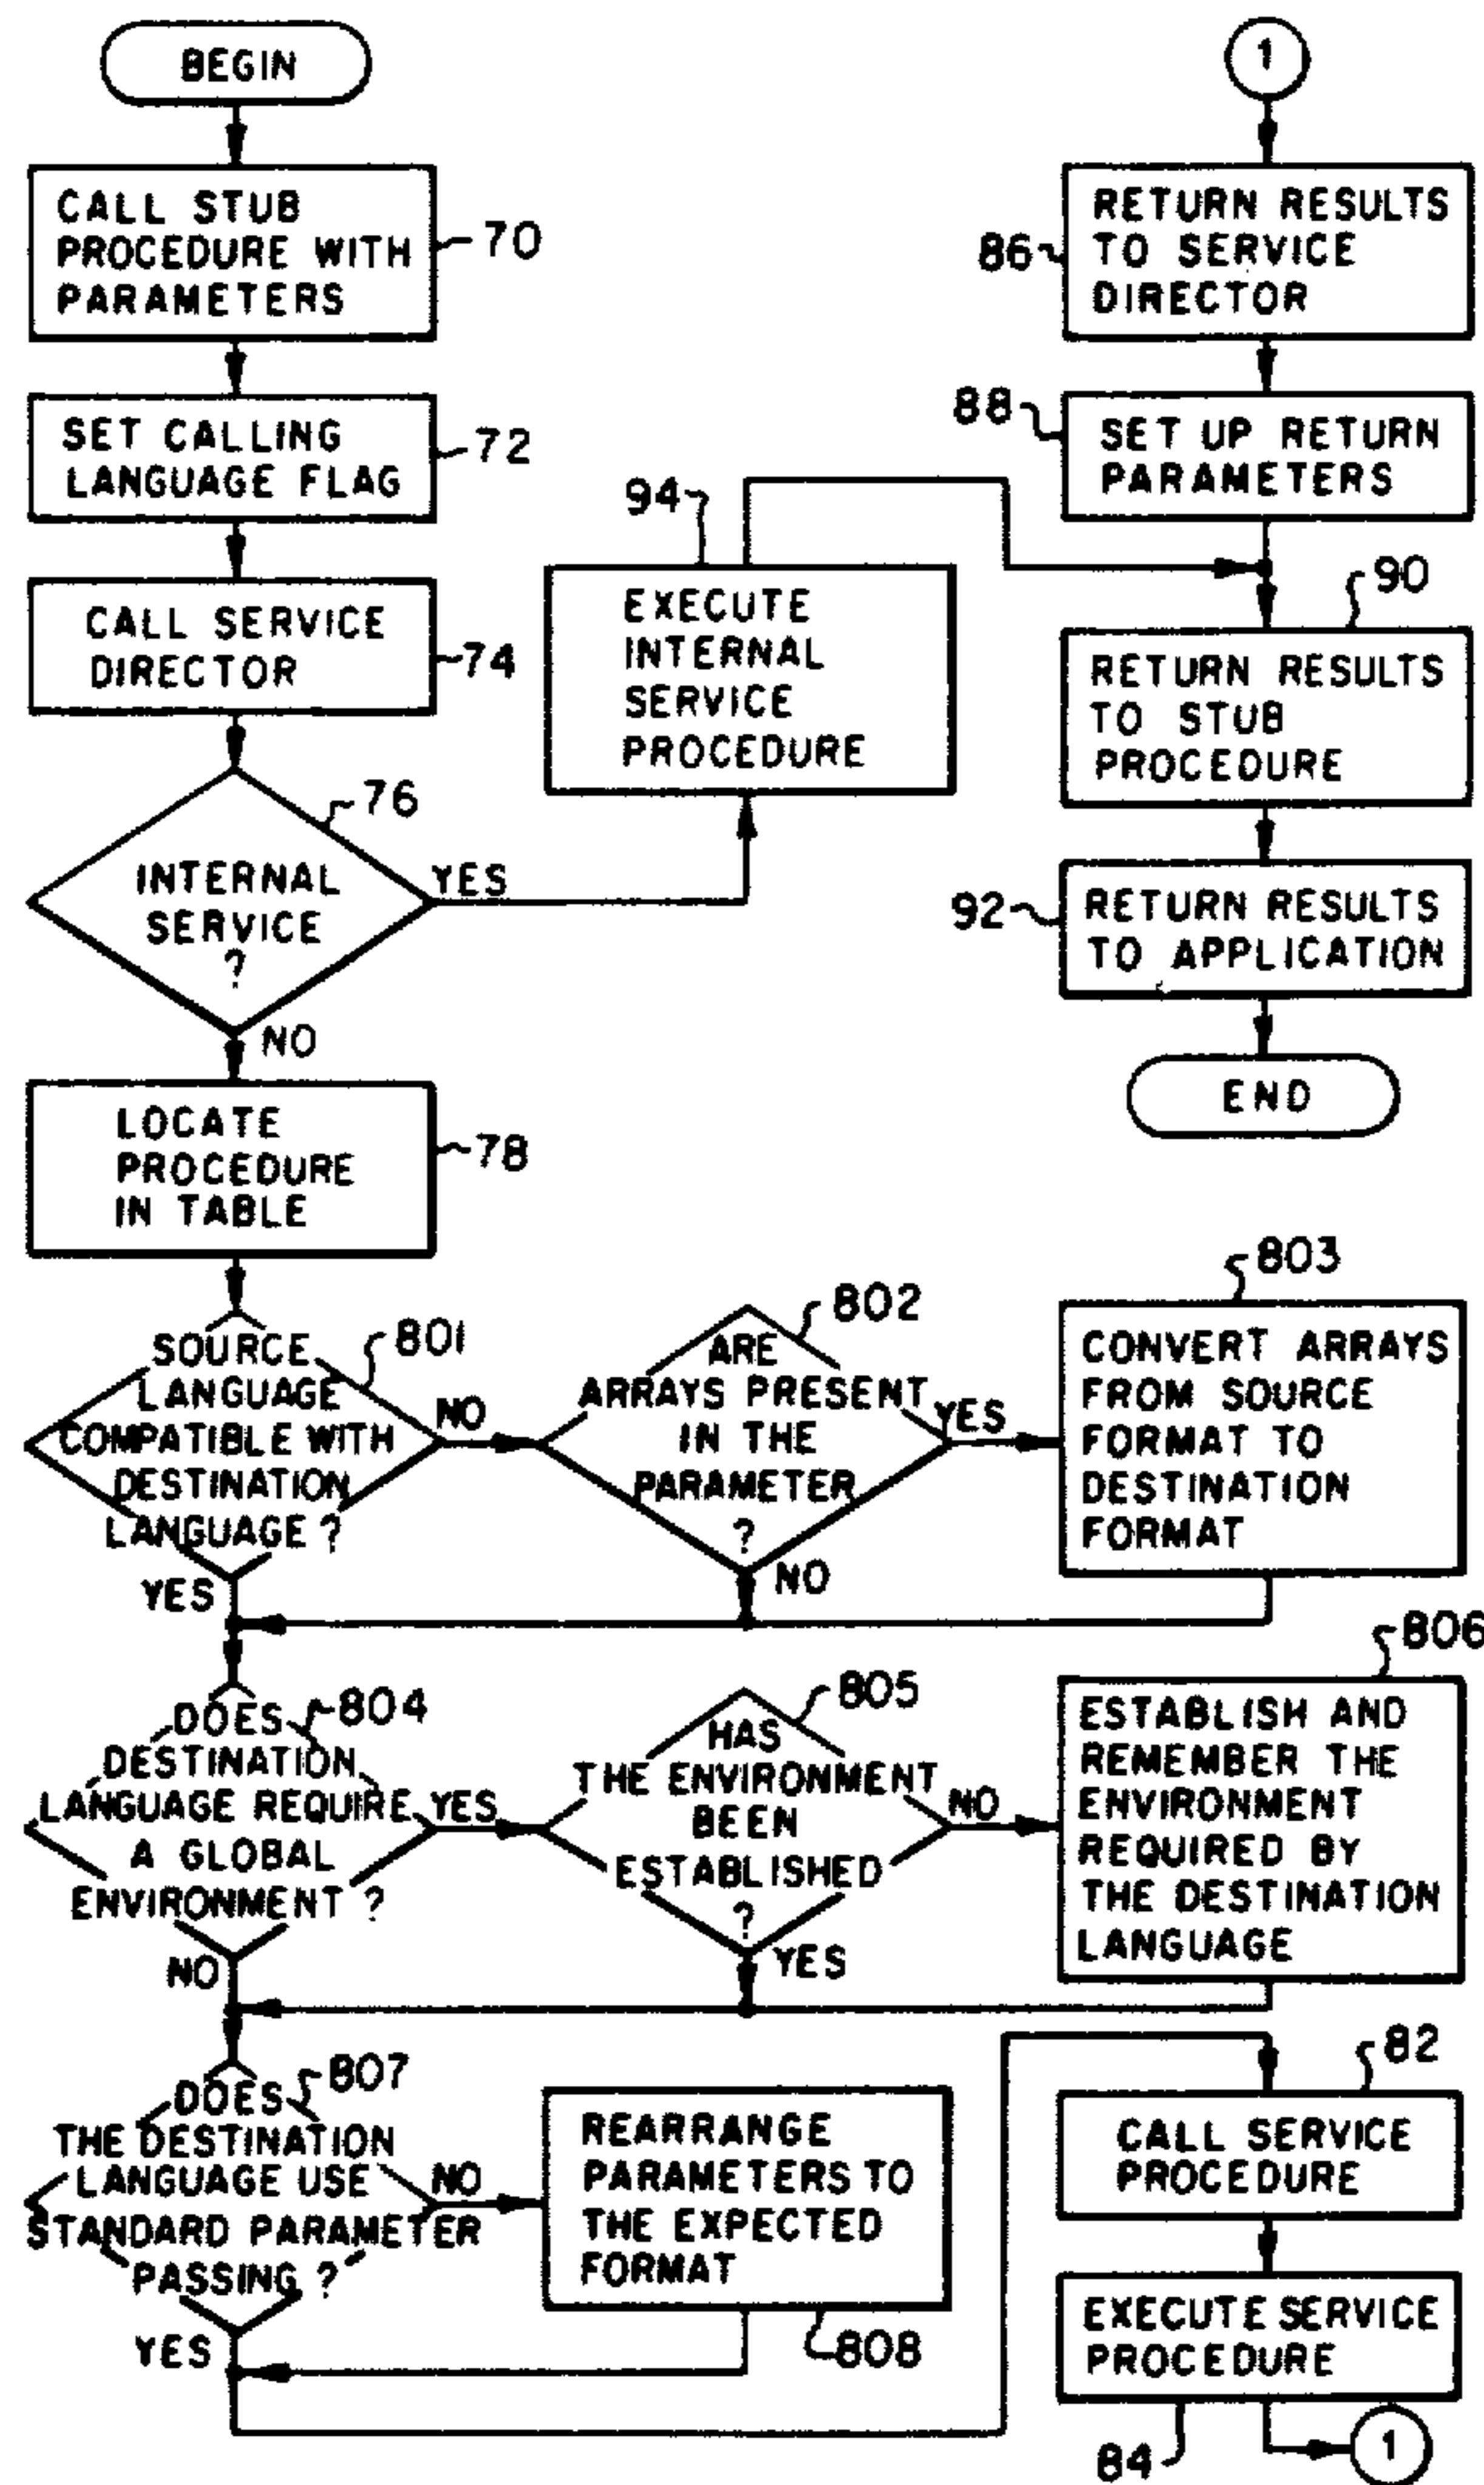 BEGIN
CALL STUB
PROCEDURE WITH
PARAMETERS
70
SET CALLING
LANGUAGE FLAG
72
CALL SERVICE
DIRECTOR
74
76
INTERNAL
SERVICE
?
YES
NO
94
EXECUTE
INTERNAL
SERVICE
PROCEDURE
LOCATE
PROCEDURE
IN TABLE
78
SOURCE
LANGUAGE
COMPATIBLE WITH
DESTINATION
LANGUAGE ?
801
NO
YES
802
ARE
ARRAYS PRESENT
IN THE
PARAMETER
?
YES
NO
803
CONVERT ARRAYS
FROM SOURCE
FORMAT TO
DESTINATION
FORMAT
804
DOES
DESTINATION
LANGUAGE REQUIRE
A GLOBAL
ENVIRONMENT ?
YES
NO
805
HAS
THE ENVIRONMENT
BEEN
ESTABLISHED
?
NO
YES
806
ESTABLISH AND
REMEMBER THE
ENVIRONMENT
REQUIRED BY
THE DESTINATION
LANGUAGE
807
DOES
THE DESTINATION
LANGUAGE USE
STANDARD PARAMETER
PASSING ?
NO
YES
REARRANGE
PARAMETERS TO
THE EXPECTED
FORMAT
808
82
CALL SERVICE
PROCEDURE
EXECUTE SERVICE
PROCEDURE
84
1
1
86
RETURN RESULTS
TO SERVICE
DIRECTOR
88
SET UP RETURN
PARAMETERS
90
RETURN RESULTS
TO STUB
PROCEDURE
92
RETURN RESULTS
TO APPLICATION
END